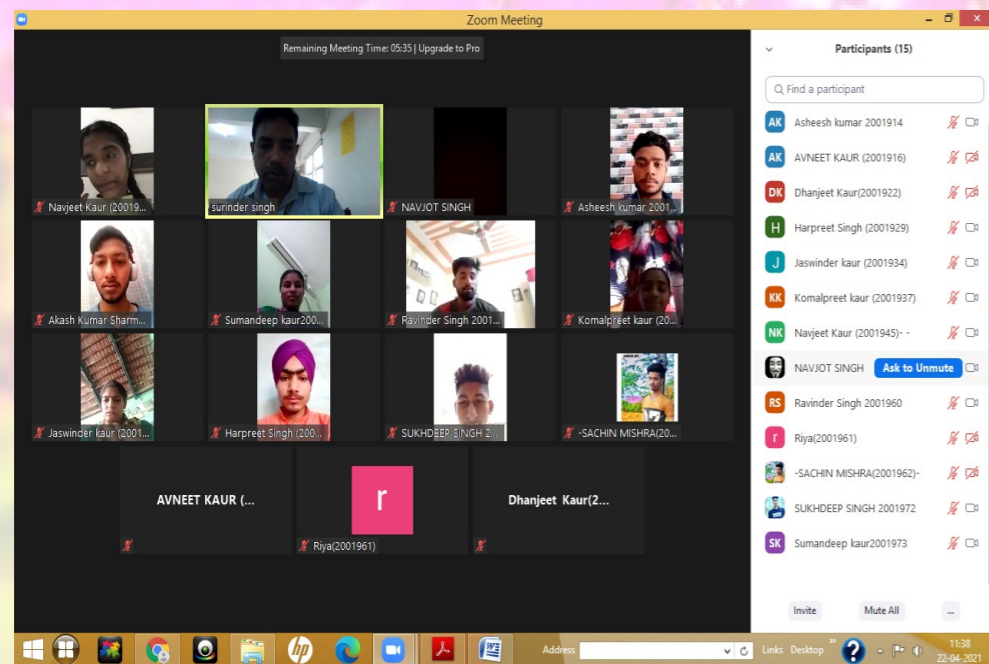 Zoom Meeting
Remaining Meeting Time: 05:35 | Upgrade to Pro
Navjeet Kaur (20019...
surinder singh
NAVJOT SINGH
Asheesh kumar 2001...
Akash Kumar Sharm...
Sumandeep kaur200...
Ravinder Singh 2001...
Komalpreet kaur (20...
Jaswinder kaur (2001...
Harpreet Singh (200...
SUKHDEEP SINGH 2...
-SACHIN MISHRA(20...
AVNEET KAUR (...
r
Riya(2001961)
Dhanjeet Kaur(2...
Participants (15)
Find a participant
AK Asheesh kumar 2001914
AK AVNEET KAUR (2001916)
DK Dhanjeet Kaur(2001922)
H Harpreet Singh (2001929)
J Jaswinder kaur (2001934)
KK Komalpreet kaur (2001937)
NK Navjeet Kaur (2001945)- -
NAVJOT SINGH Ask to Unmute
RS Ravinder Singh 2001960
r Riya(2001961)
-SACHIN MISHRA(2001962)-
SUKHDEEP SINGH 2001972
SK Sumandeep kaur2001973
Invite Mute All ...
hp
Address
Links Desktop
11:38
22-04-2021